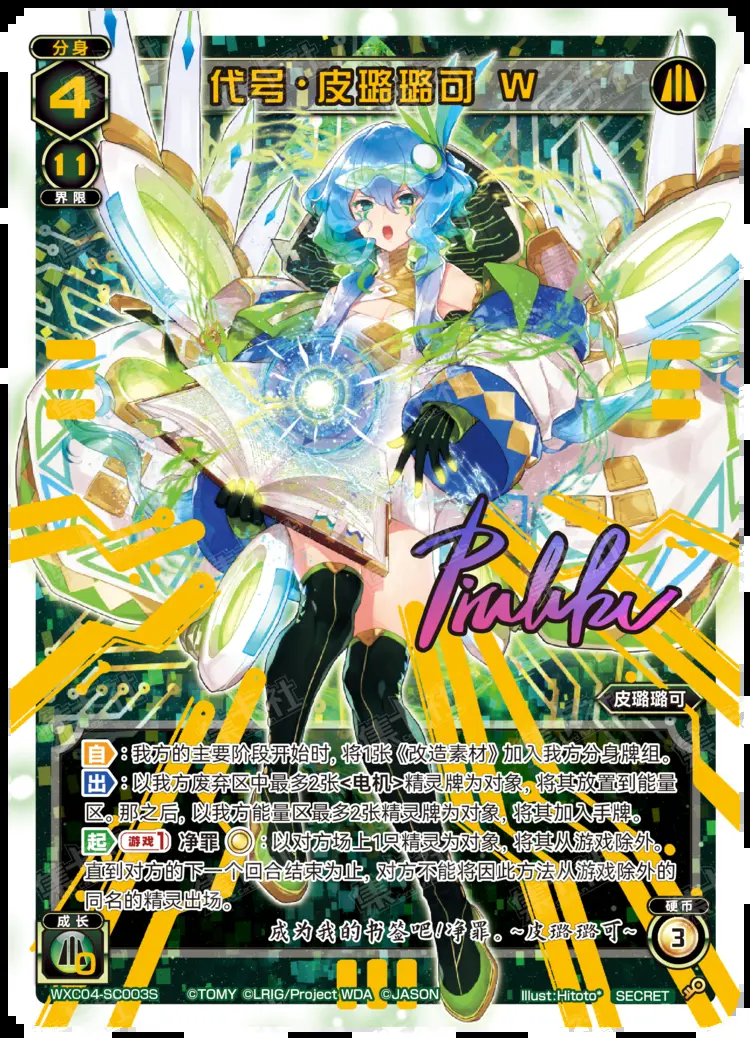 分身
4
代号·皮璐璐可 W
11
界限
Piruluku
皮璐璐可
自：我方的主要阶段开始时，将1张《改造素材》加入我方分身牌组。
出：以我方废弃区中最多2张<电机>精灵牌为对象，将其放置到能量
区。那之后，以我方能量区最多2张精灵牌为对象，将其加入手牌。
起 游戏1 净罪：以对方场上1只精灵为对象，将其从游戏除外。
直到对方的下一个回合结束为止，对方不能将因此方法从游戏除外的
同名的精灵出场。
成为我的书签吧!净罪。~皮璐璐可~
成长
0
硬币
3
WXC04-SC003S ©TOMY ©LRIG/Project WDA ©JASON Illust:Hitoto* SECRET